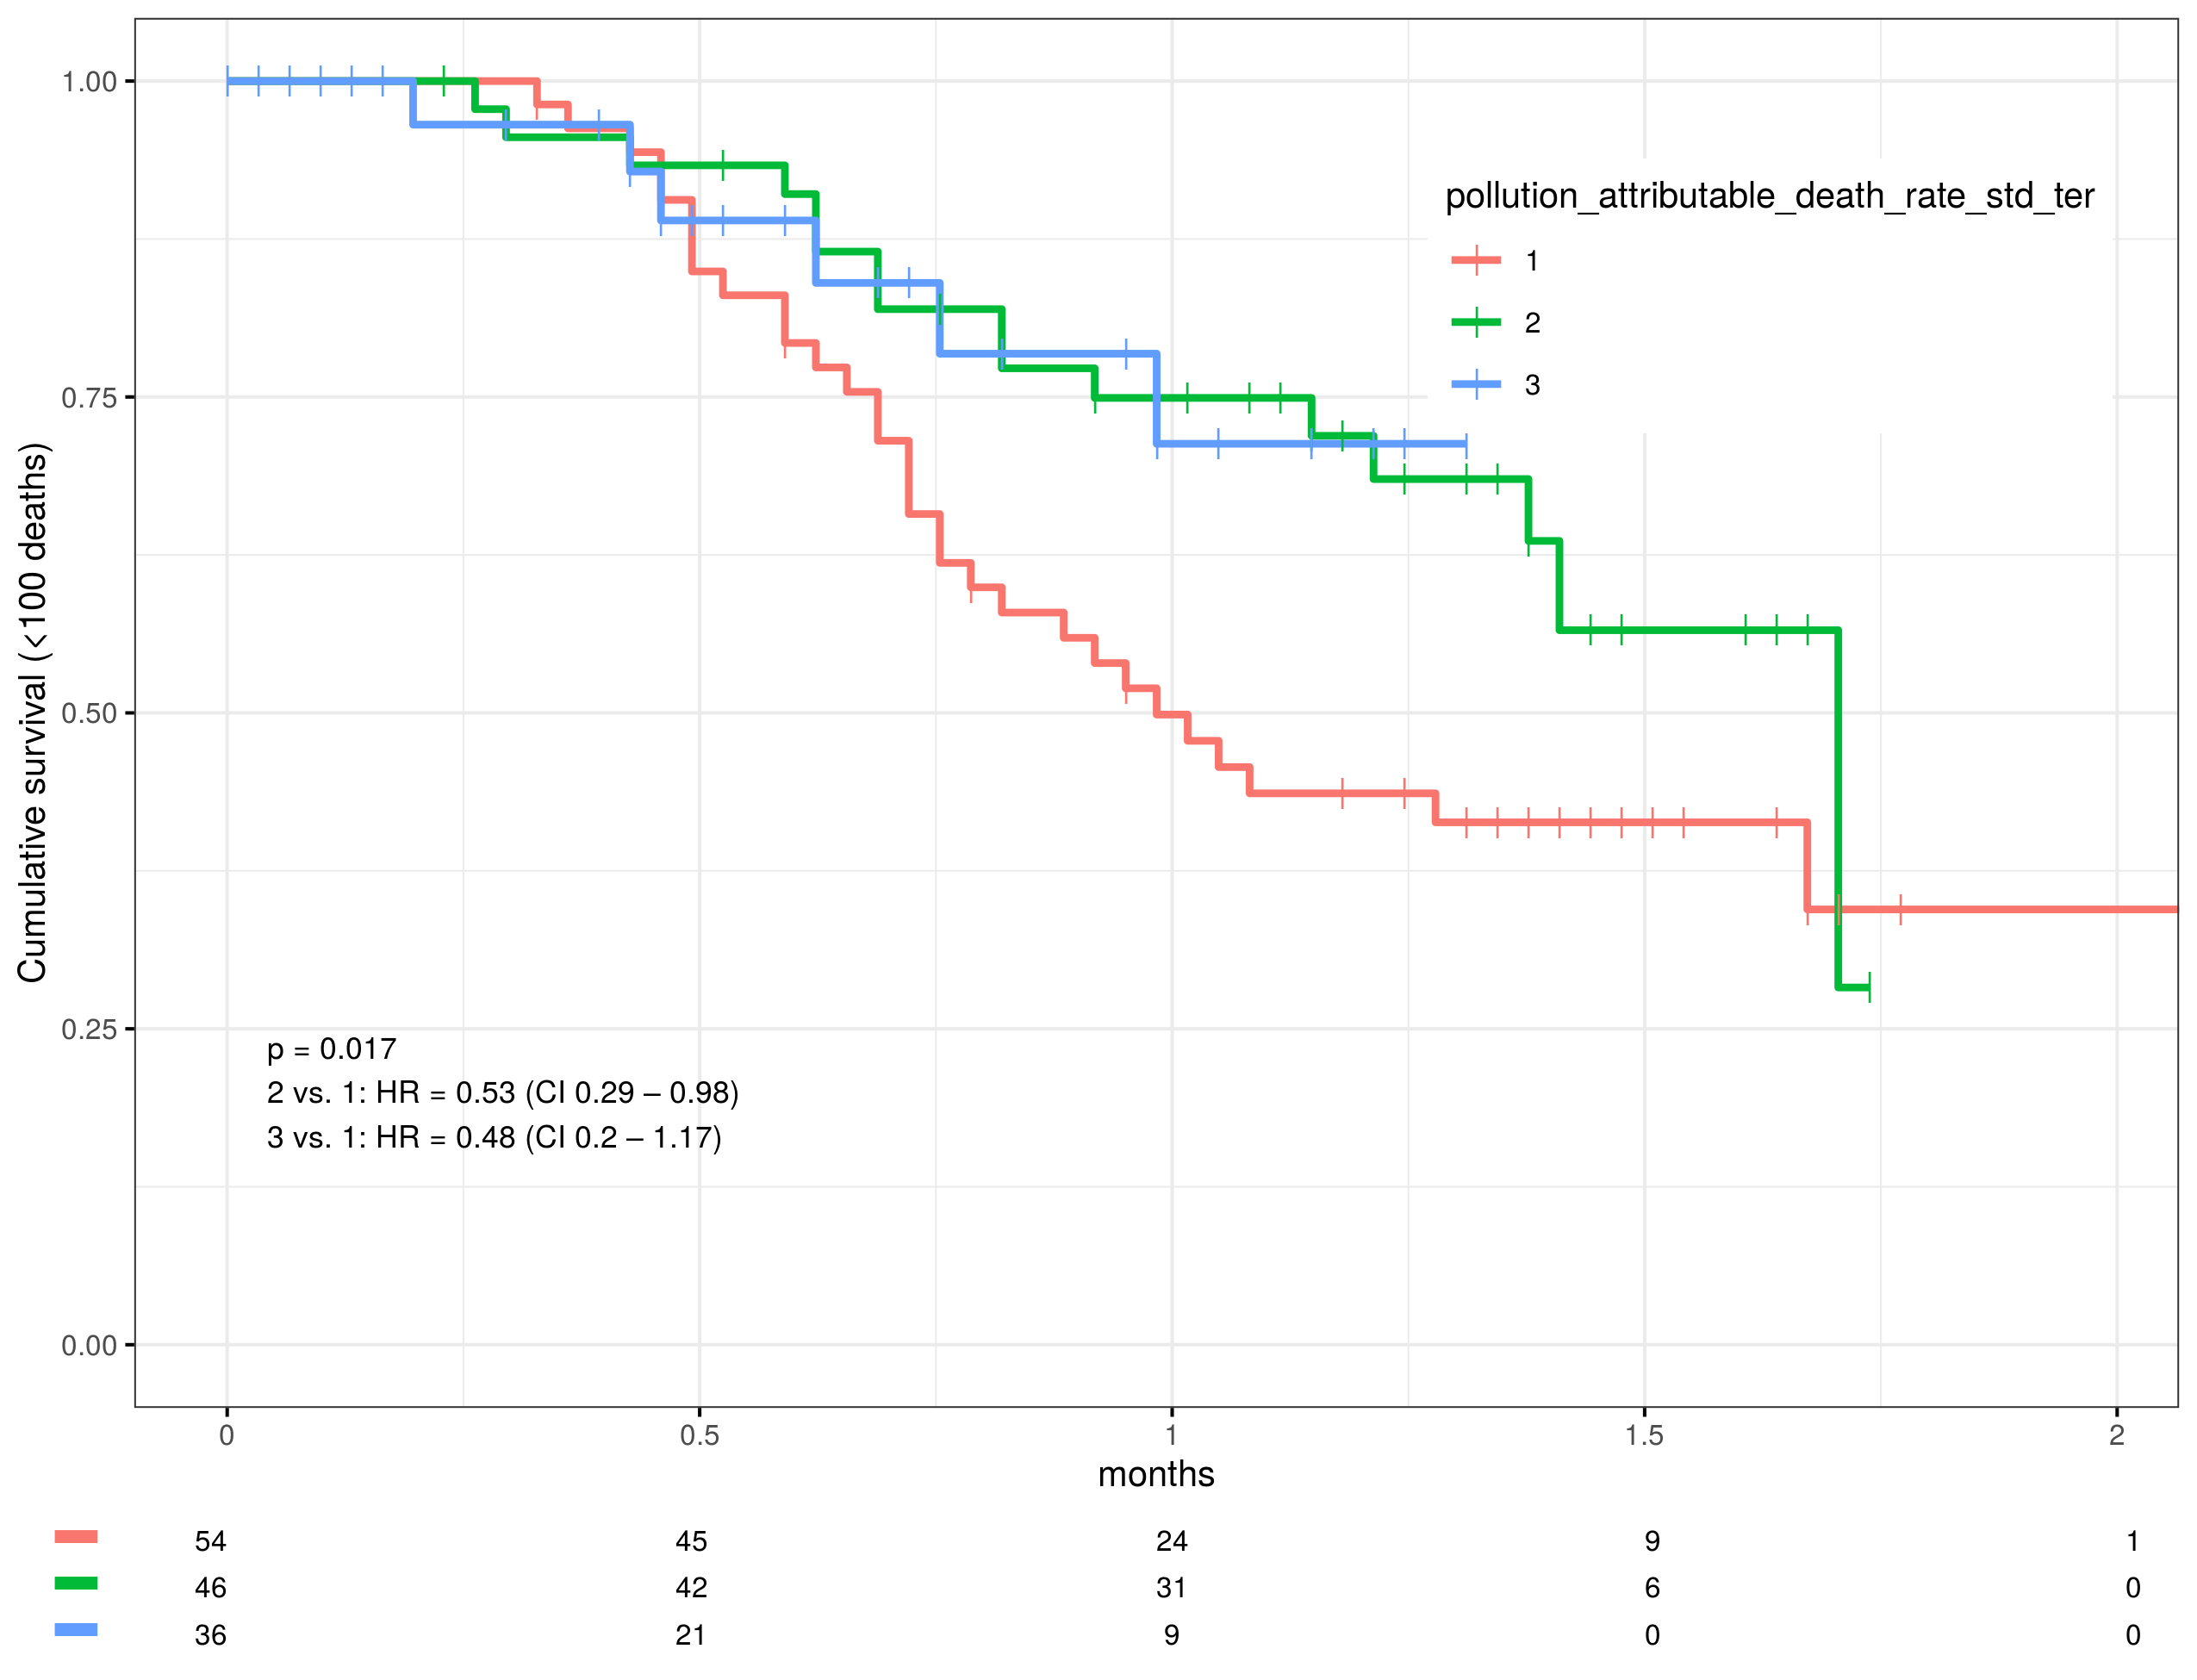 1.00
0.75
0.50
0.25
0.00
Cumulative survival (<100 deaths)
pollution_attributable_death_rate_std_ter
1
2
3
p = 0.017
2 vs. 1: HR = 0.53 (CI 0.29 – 0.98)
3 vs. 1: HR = 0.48 (CI 0.2 – 1.17)
0 0.5 1 1.5 2
months
54 45 24 9 1
46 42 31 6 0
36 21 9 0 0